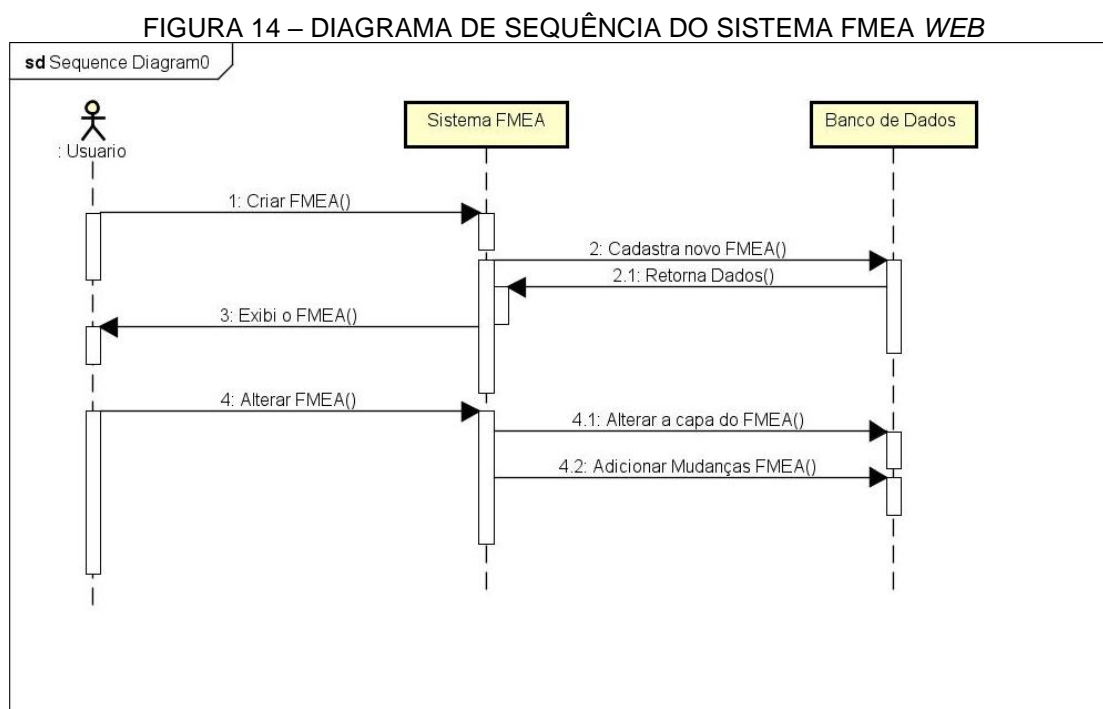 FIGURA 14 – DIAGRAMA DE SEQUÊNCIA DO SISTEMA FMEA WEB
sd Sequence Diagram0
: Usuario
Sistema FMEA
Banco de Dados
1: Criar FMEA()
2: Cadastra novo FMEA()
2.1: Retorna Dados()
3: Exibi o FMEA()
4: Alterar FMEA()
4.1: Alterar a capa do FMEA()
4.2: Adicionar Mudanças FMEA()